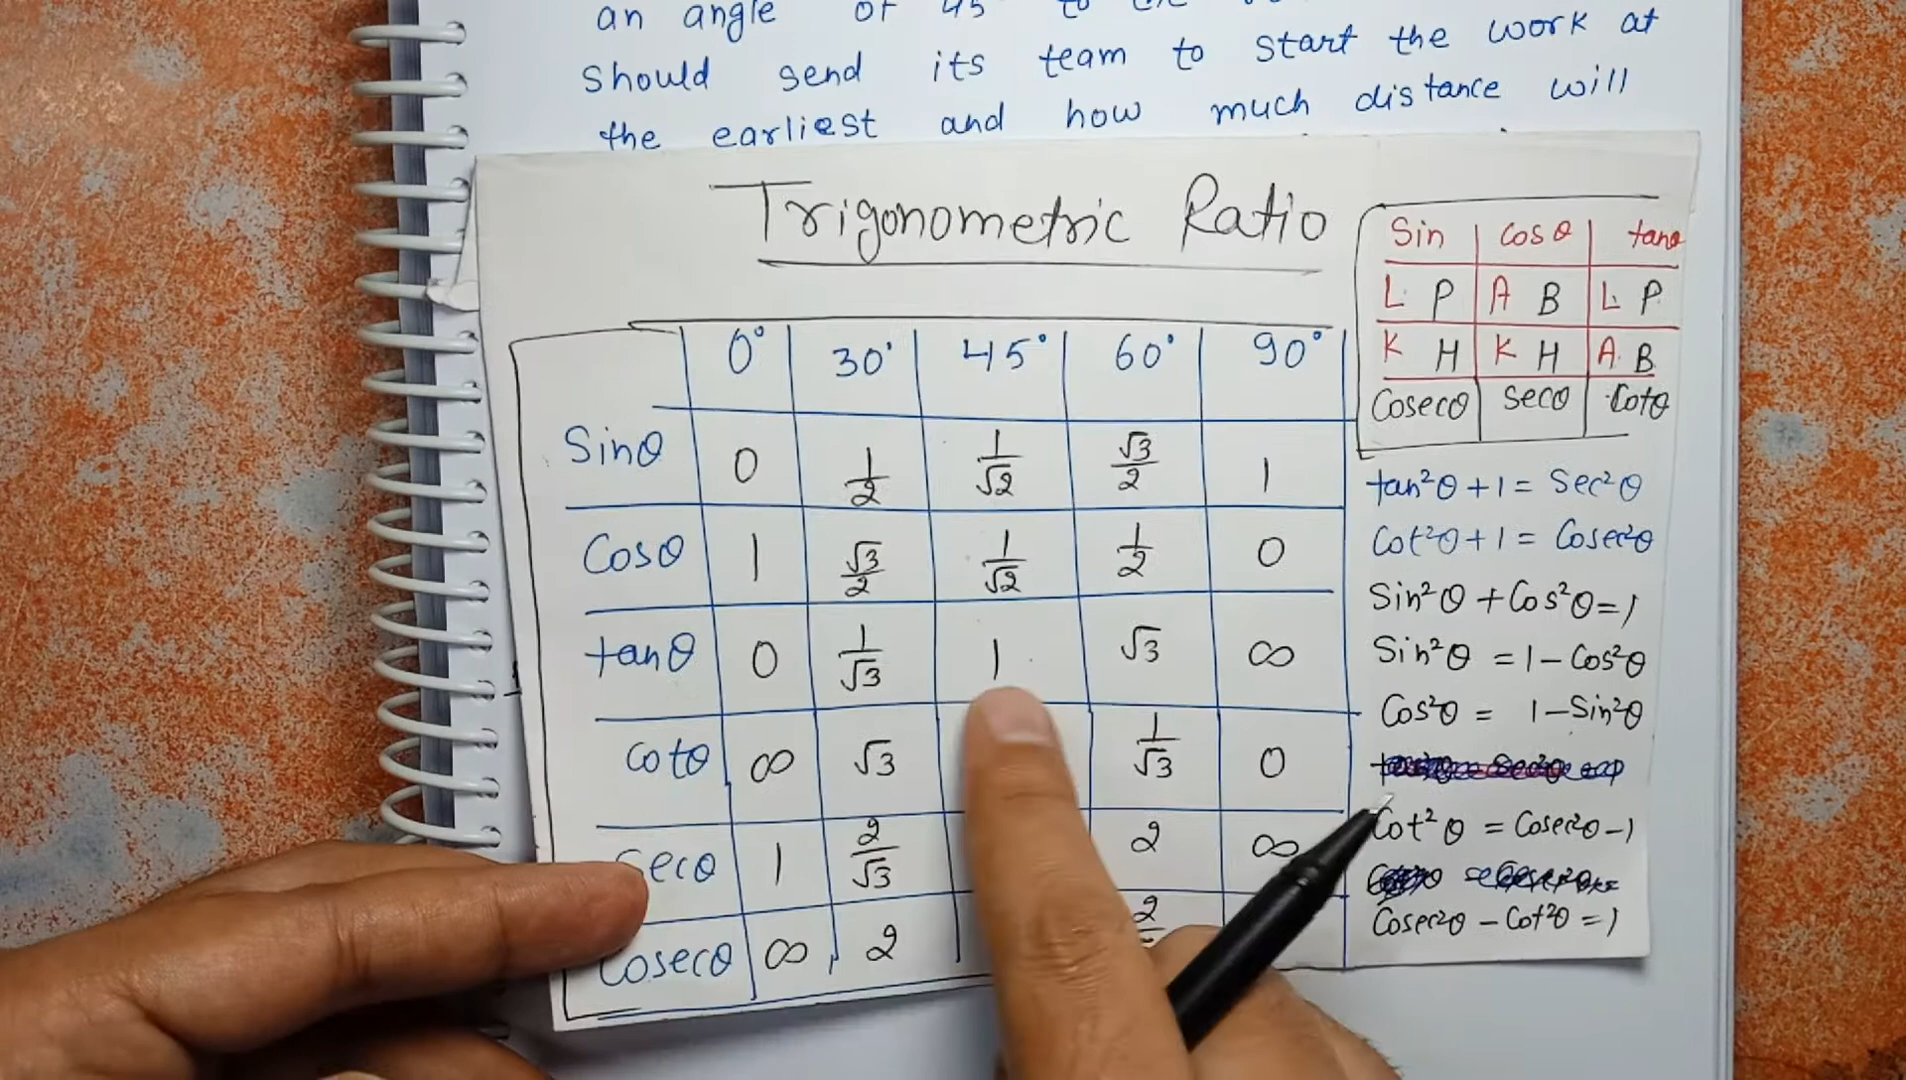 an angle of 45
should send its team to start the work at
the earliest and how much distance will
Trigonometric Ratio
0° 30° 45° 60° 90°
Sinθ 0 1/2 1/√2 √3/2 1
Cosθ 1 √3/2 1/√2 1/2 0
tanθ 0 1/√3 1 √3 ∞
Cotθ ∞ √3 1/√3 0
Secθ 1 2/√3 2 ∞
Cosecθ ∞ 2
Sin cosθ tanθ
L P A B L P
K H K H A B
Cosecθ Secθ Cotθ
tan²θ+1 = Sec²θ
Cot²θ+1 = Cosec²θ
Sin²θ + Cos²θ=1
Sin²θ = 1-Cos²θ
Cos²θ = 1-Sin²θ
Cot²θ = Cosec²θ-1
Cosec²θ - Cot²θ = 1